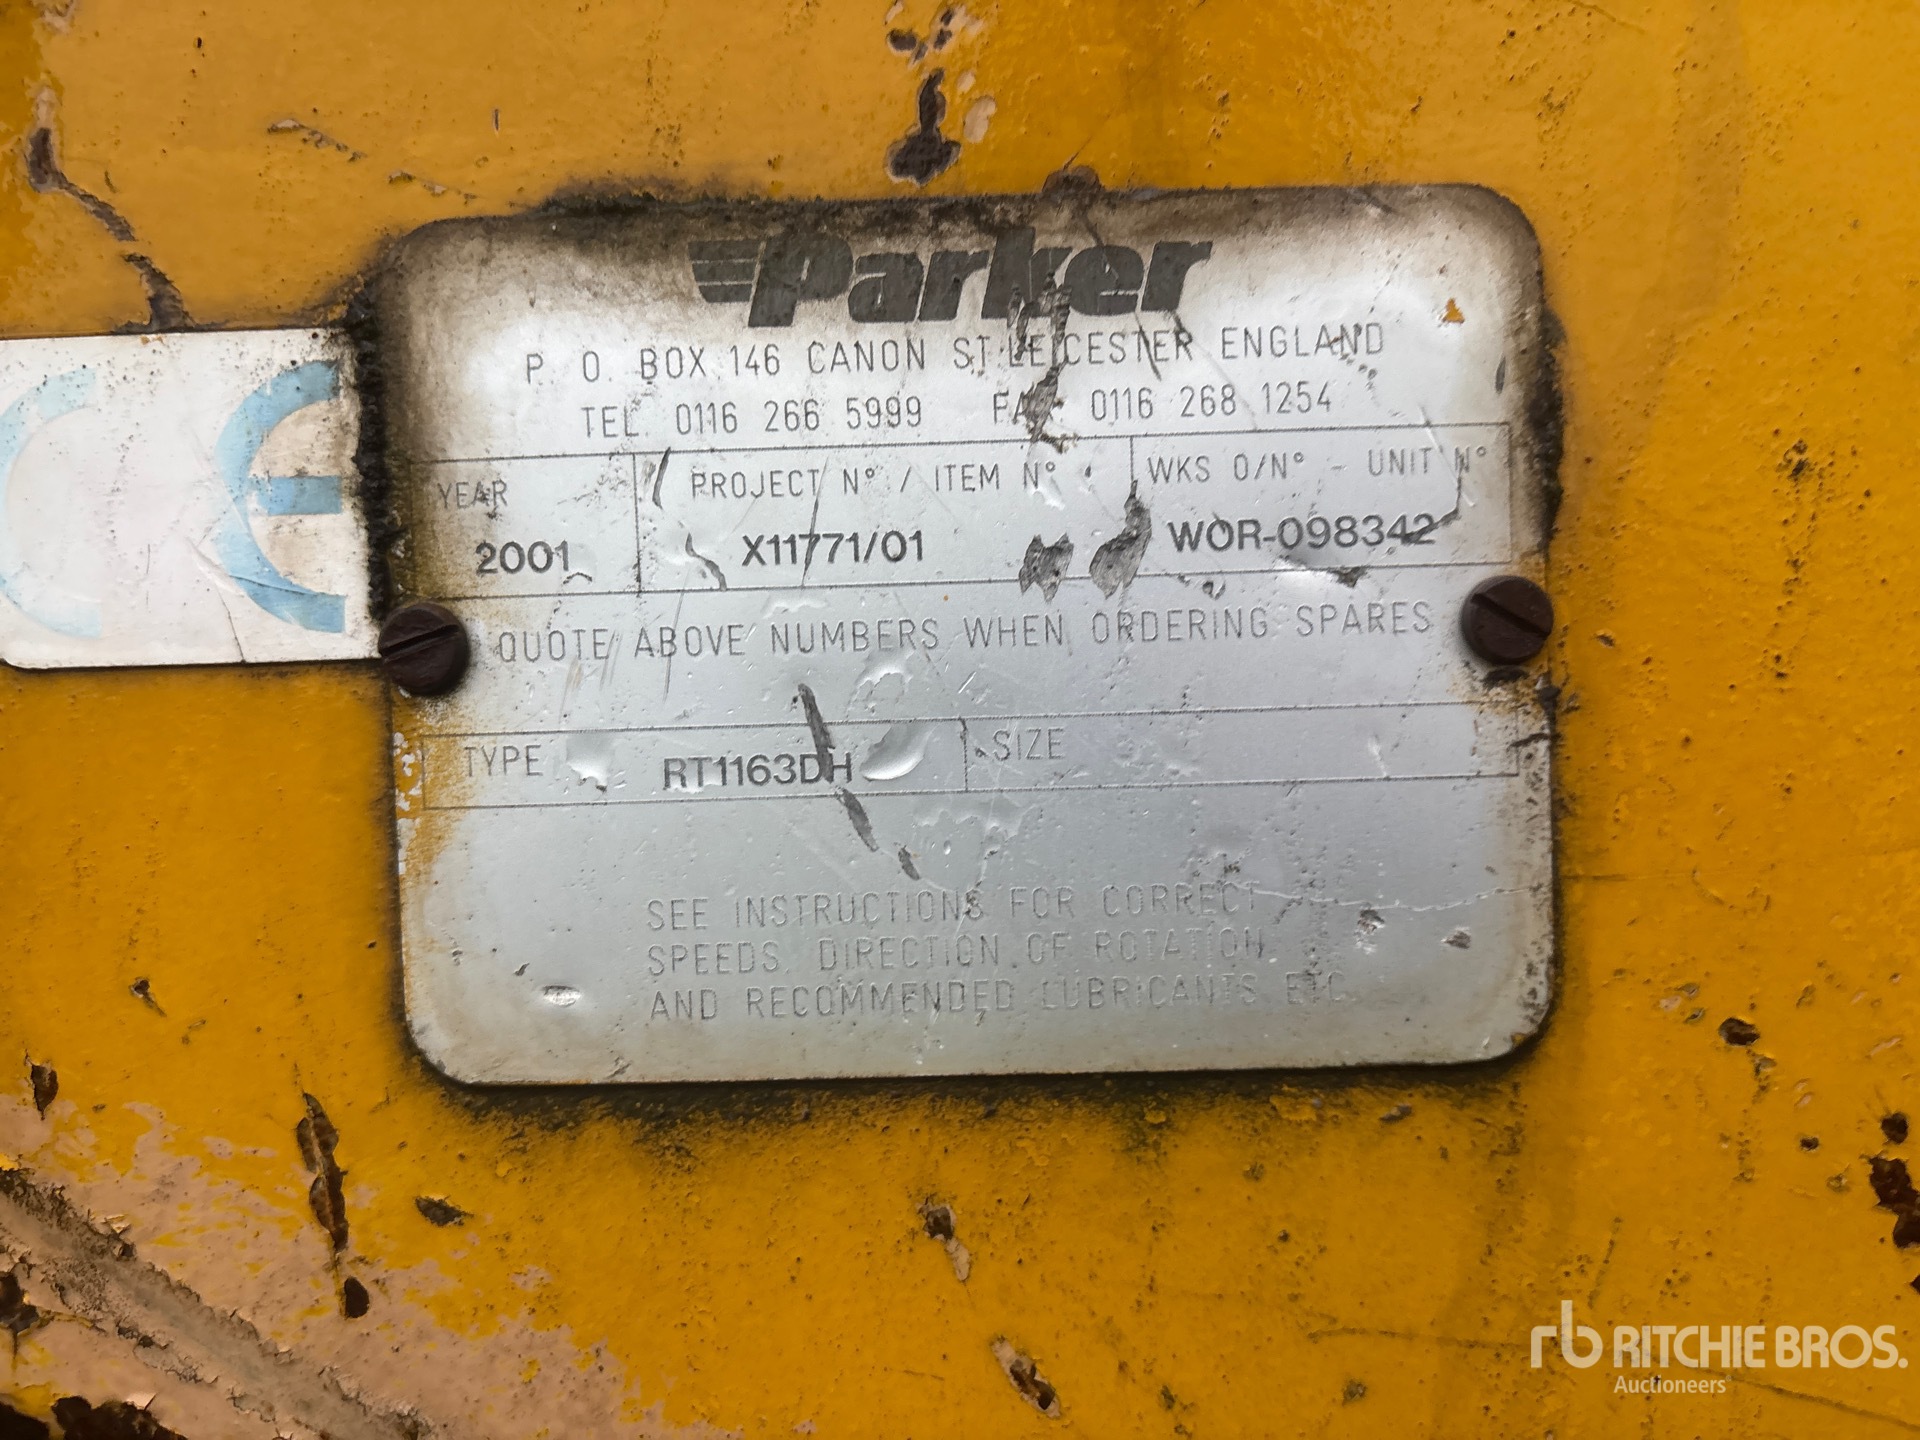 Parker
P. O. BOX 146 CANON ST LEICESTER ENGLAND
TEL. 0116 266 5999 FAX. 0116 268 1254
YEAR PROJECT N° / ITEM N° WKS O/N° - UNIT N°
2001 X11771/01 WOR-098342
QUOTE ABOVE NUMBERS WHEN ORDERING SPARES
TYPE RT1163DH SIZE
SEE INSTRUCTIONS FOR CORRECT
SPEEDS, DIRECTION OF ROTATION
AND RECOMMENDED LUBRICANTS ETC
CE
rb RITCHIE BROS.
Auctioneers